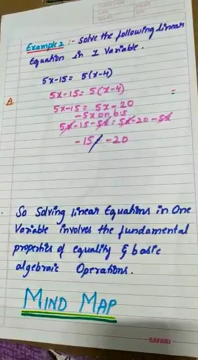 Example 2 :- Solve the following linear
Equation in 1 Variable.
5x-15 = 5(x-4)
A. 5x-15 = 5(x-4) =
5x-15 = 5x-20
-5x on b.s
5x-15-5x = 5x-20-5x
-15 ≠ -20
So Solving linear Equations in One
Variable involves the fundamental
properties of equality & basic
algebraic Operations.
MIND MAP